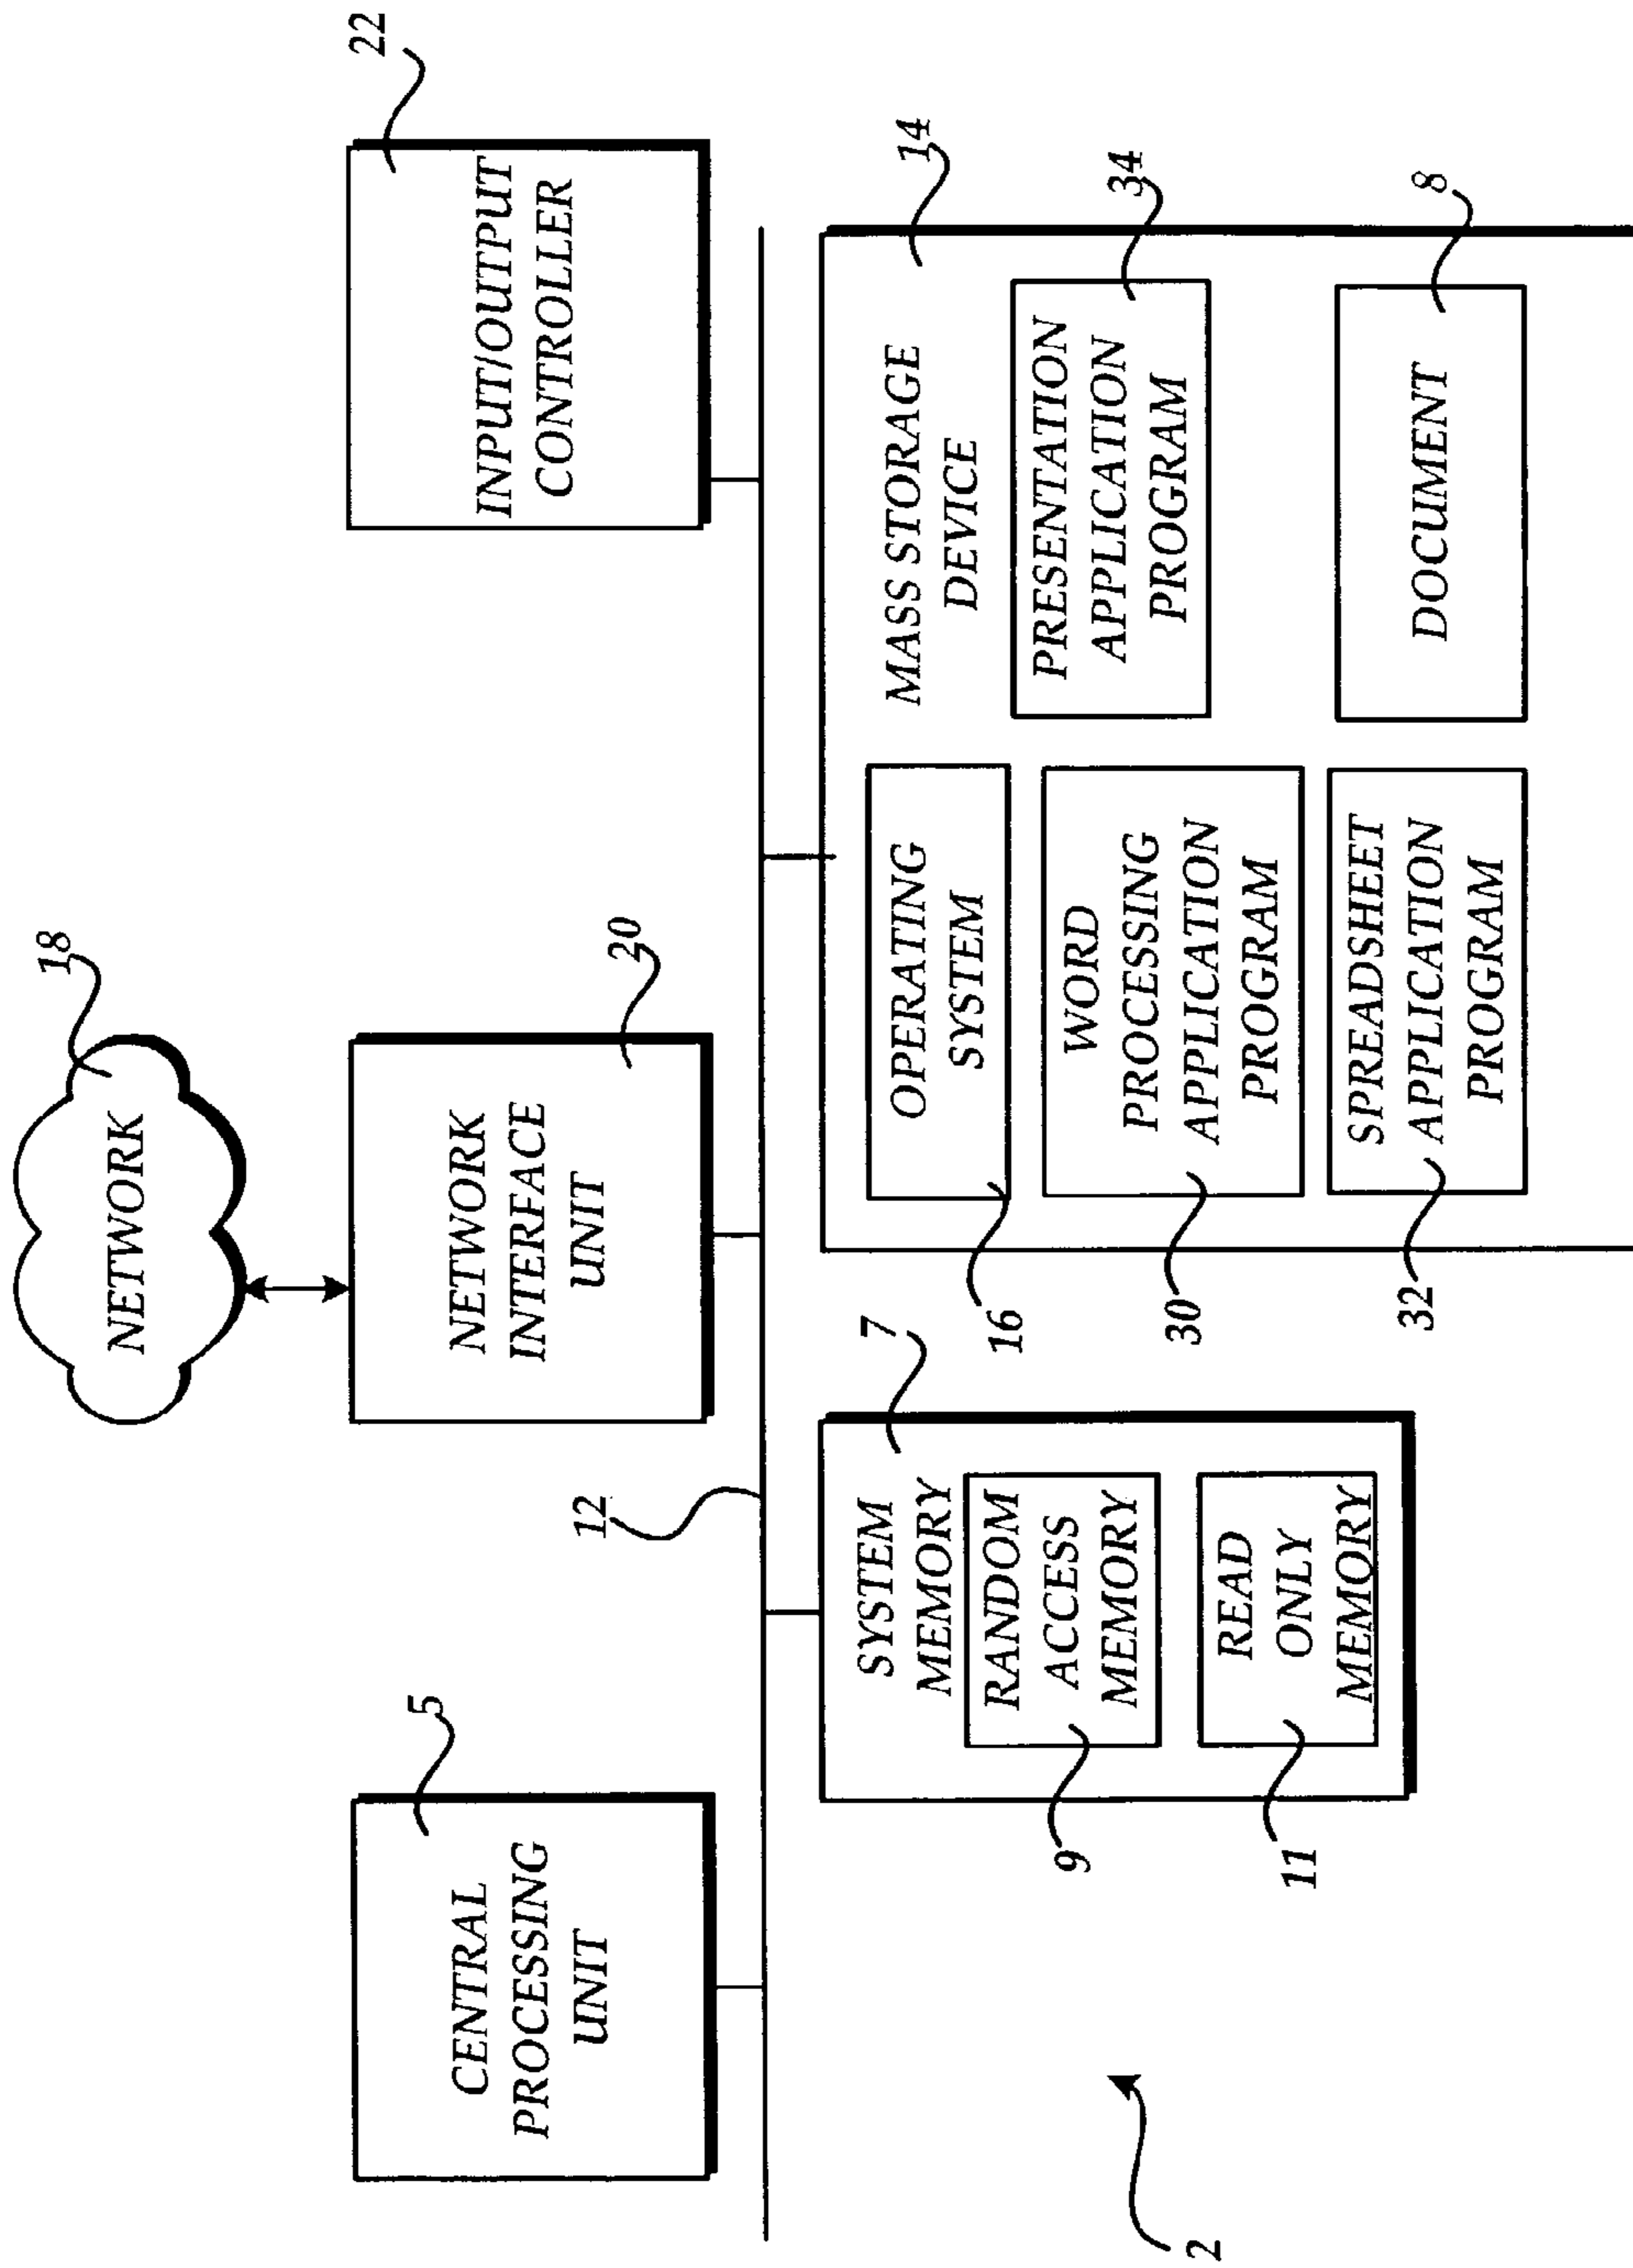 NETWORK
18
CENTRAL
PROCESSING
UNIT
5
NETWORK
INTERFACE
UNIT
20
INPUT/OUTPUT
CONTROLLER
22
12
SYSTEM
MEMORY
7
RANDOM
ACCESS
MEMORY
9
READ
ONLY
MEMORY
11
MASS STORAGE
DEVICE
14
OPERATING
SYSTEM
16
WORD
PROCESSING
APPLICATION
PROGRAM
30
SPREADSHEET
APPLICATION
PROGRAM
32
PRESENTATION
APPLICATION
PROGRAM
34
DOCUMENT
8
2